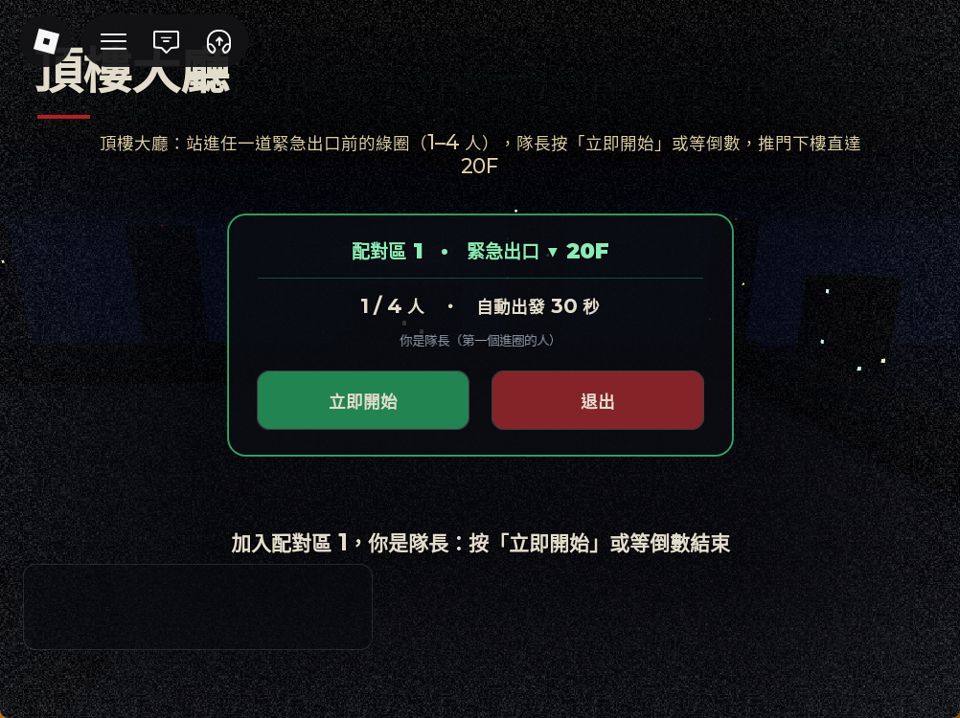 頂樓大廳
頂樓大廳：站進任一道緊急出口前的綠圈（1–4 人），隊長按「立即開始」或等倒數，推門下樓直達
20F
配對區 1 • 緊急出口 ▼ 20F
1 / 4 人 • 自動出發 30 秒
你是隊長（第一個進圈的人）
立即開始
退出
加入配對區 1，你是隊長：按「立即開始」或等倒數結束